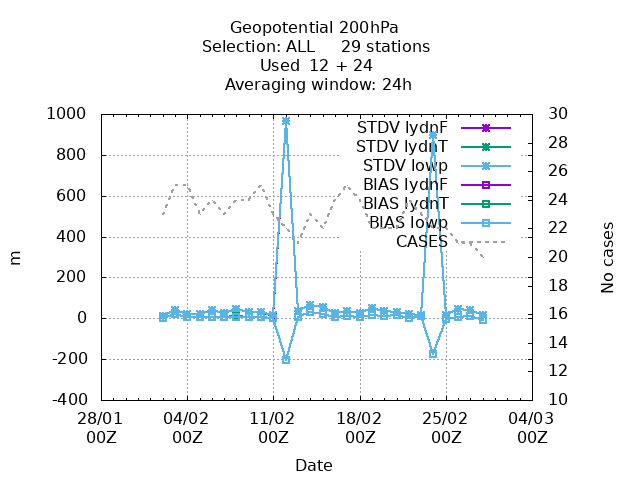 Geopotential 200hPa
Selection: ALL 29 stations
Used 12 + 24
Averaging window: 24h
1000
800
600
400
200
0
-200
-400
m
30
28
26
24
22
20
18
16
14
12
10
No cases
STDV lydnF
STDV lydnT
STDV lowp
BIAS lydnF
BIAS lydnT
BIAS lowp
CASES
28/01 04/02 11/02 18/02 25/02 04/03
00Z 00Z 00Z 00Z 00Z 00Z
Date